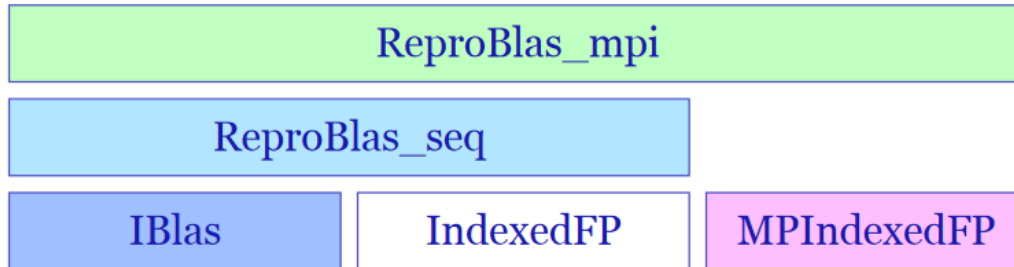 ReproBlas_mpi
ReproBlas_seq
IBlas
IndexedFP
MPIndexedFP